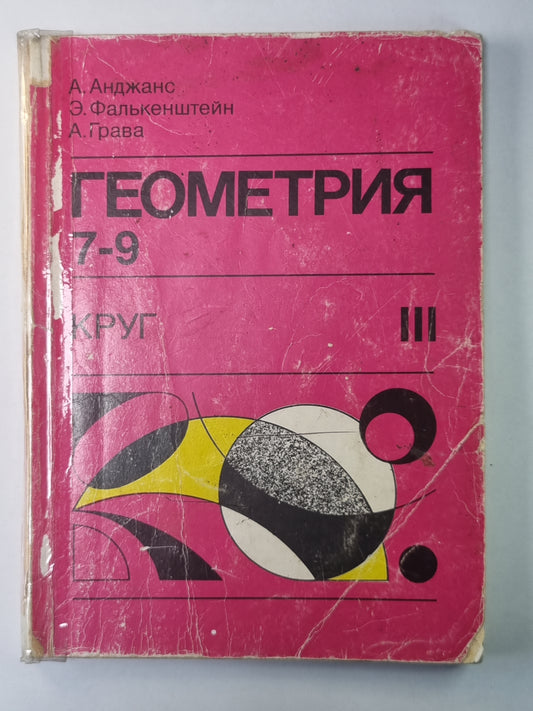 А. Анджанс
Э. Фалькенштейн
А. Грава
ГЕОМЕТРИЯ
7-9
КРУГ III